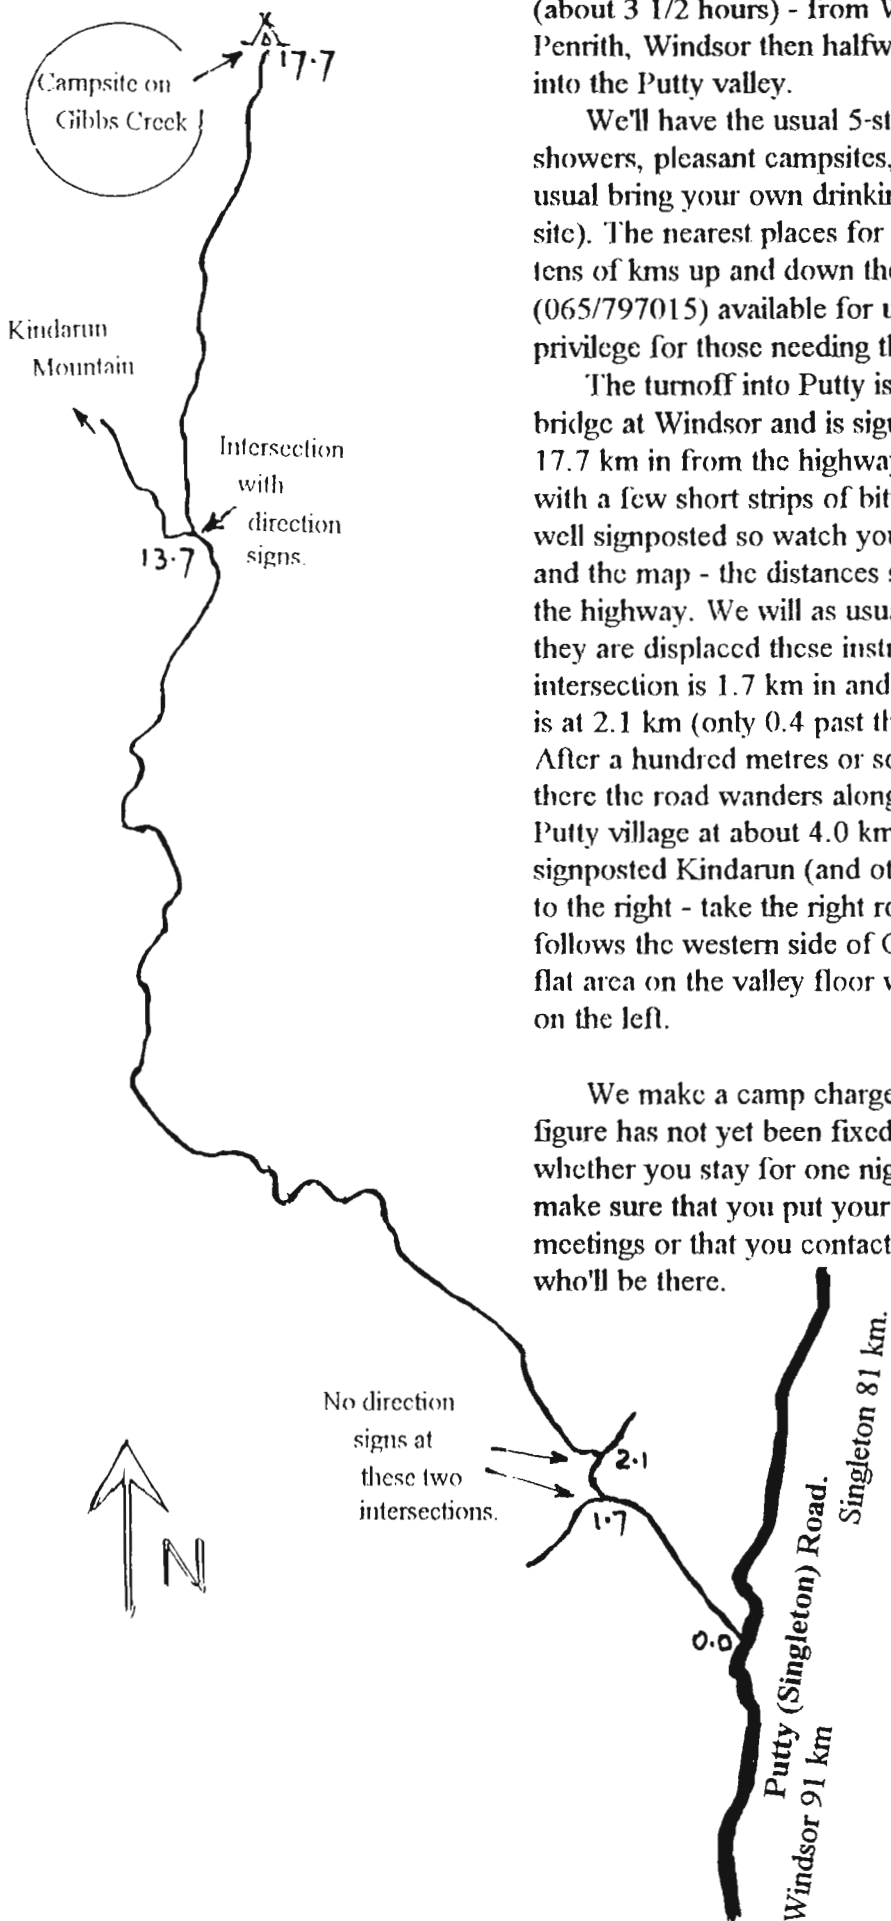 (about 3 1/2 hours) - from
Penrith, Windsor then halfw
into the Putty valley.
We'll have the usual 5-st
showers, pleasant campsites,
usual bring your own drinkin
site). The nearest places for
tens of kms up and down the
(065/797015) available for u
privilege for those needing th
The turnoff into Putty is
bridge at Windsor and is sig
17.7 km in from the highway
with a few short strips of bit
well signposted so watch you
and the map - the distances s
the highway. We will as usua
they are displaced these instr
intersection is 1.7 km in and
is at 2.1 km (only 0.4 past th
After a hundred metres or so
there the road wanders along
Putty village at about 4.0 km
signposted Kindarun (and ot
to the right - take the right ro
follows the western side of
flat area on the valley floor
on the left.
We make a camp charge
figure has not yet been fixed
whether you stay for one nig
make sure that you put your
meetings or that you contact
who'll be there.
17.7
Campsite on
Gibbs Creek
Kindarun
Mountain
Intersection
with
direction
signs.
13.7
No direction
signs at
these two
intersections.
2.1
1.7
0.0
N
Singleton 81 km.
Putty (Singleton) Road.
Windsor 91 km